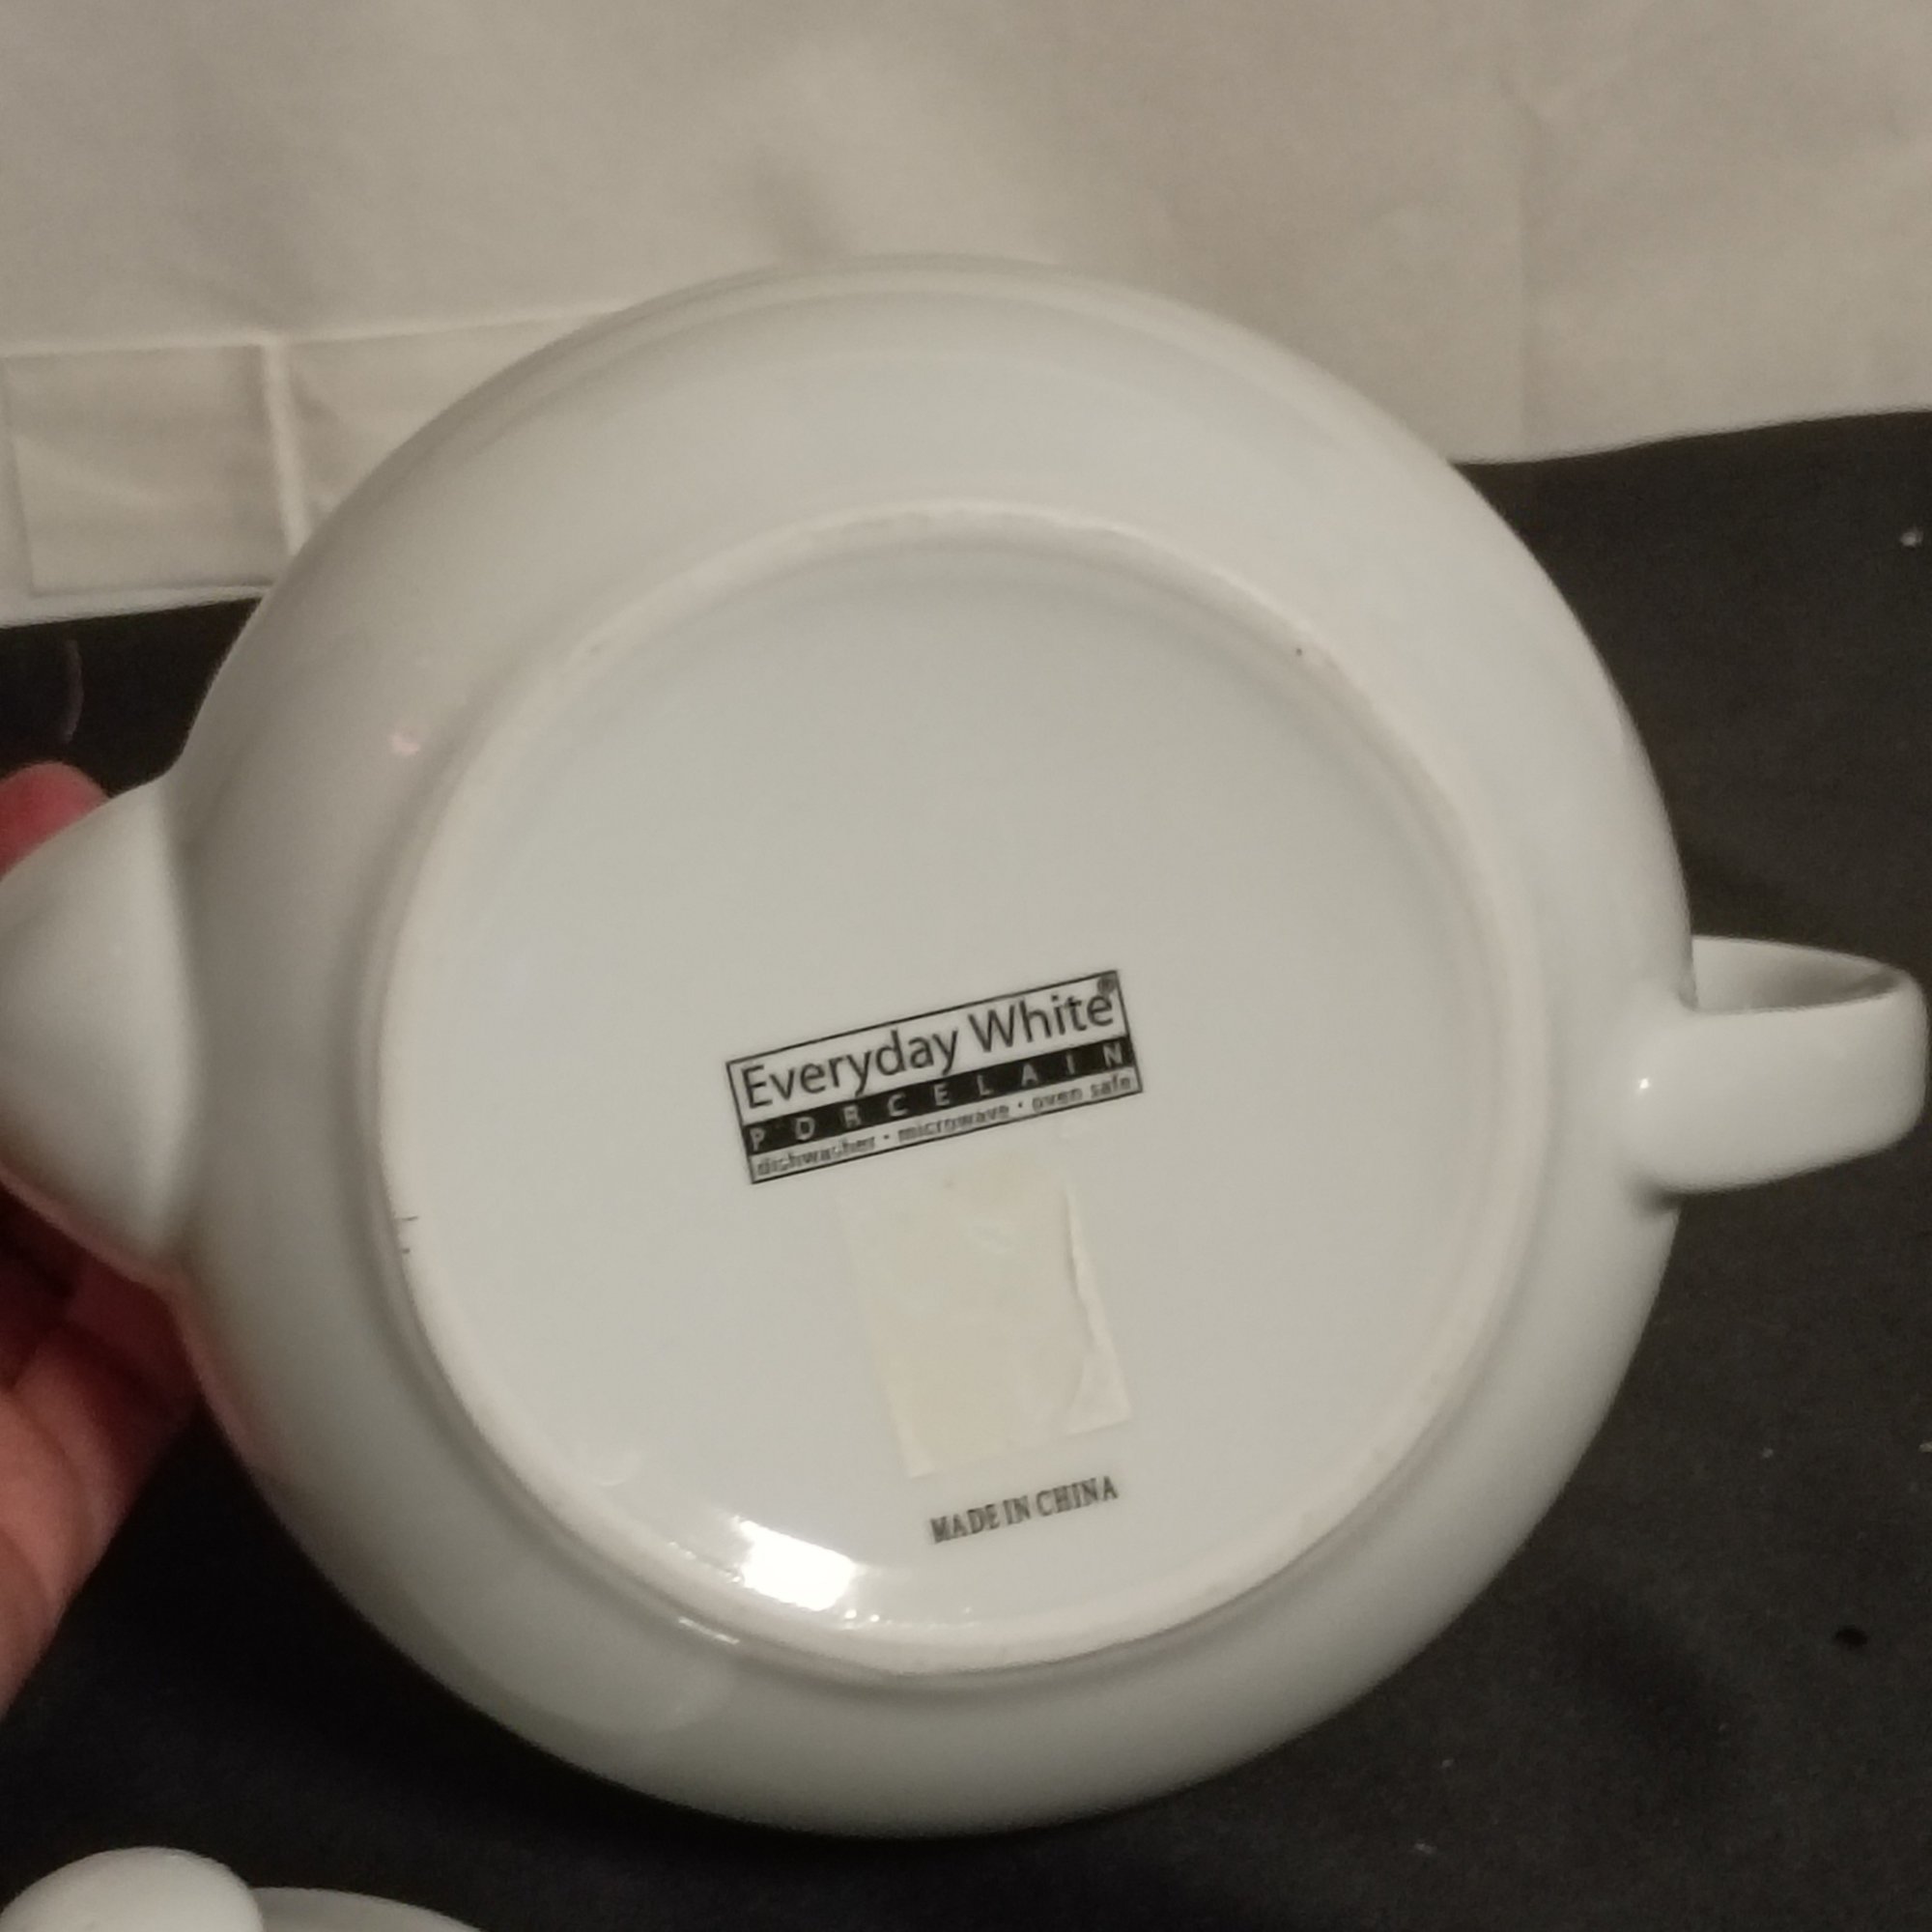 Everyday White®
PORCELAIN
dishwasher • microwave • oven safe
MADE IN CHINA